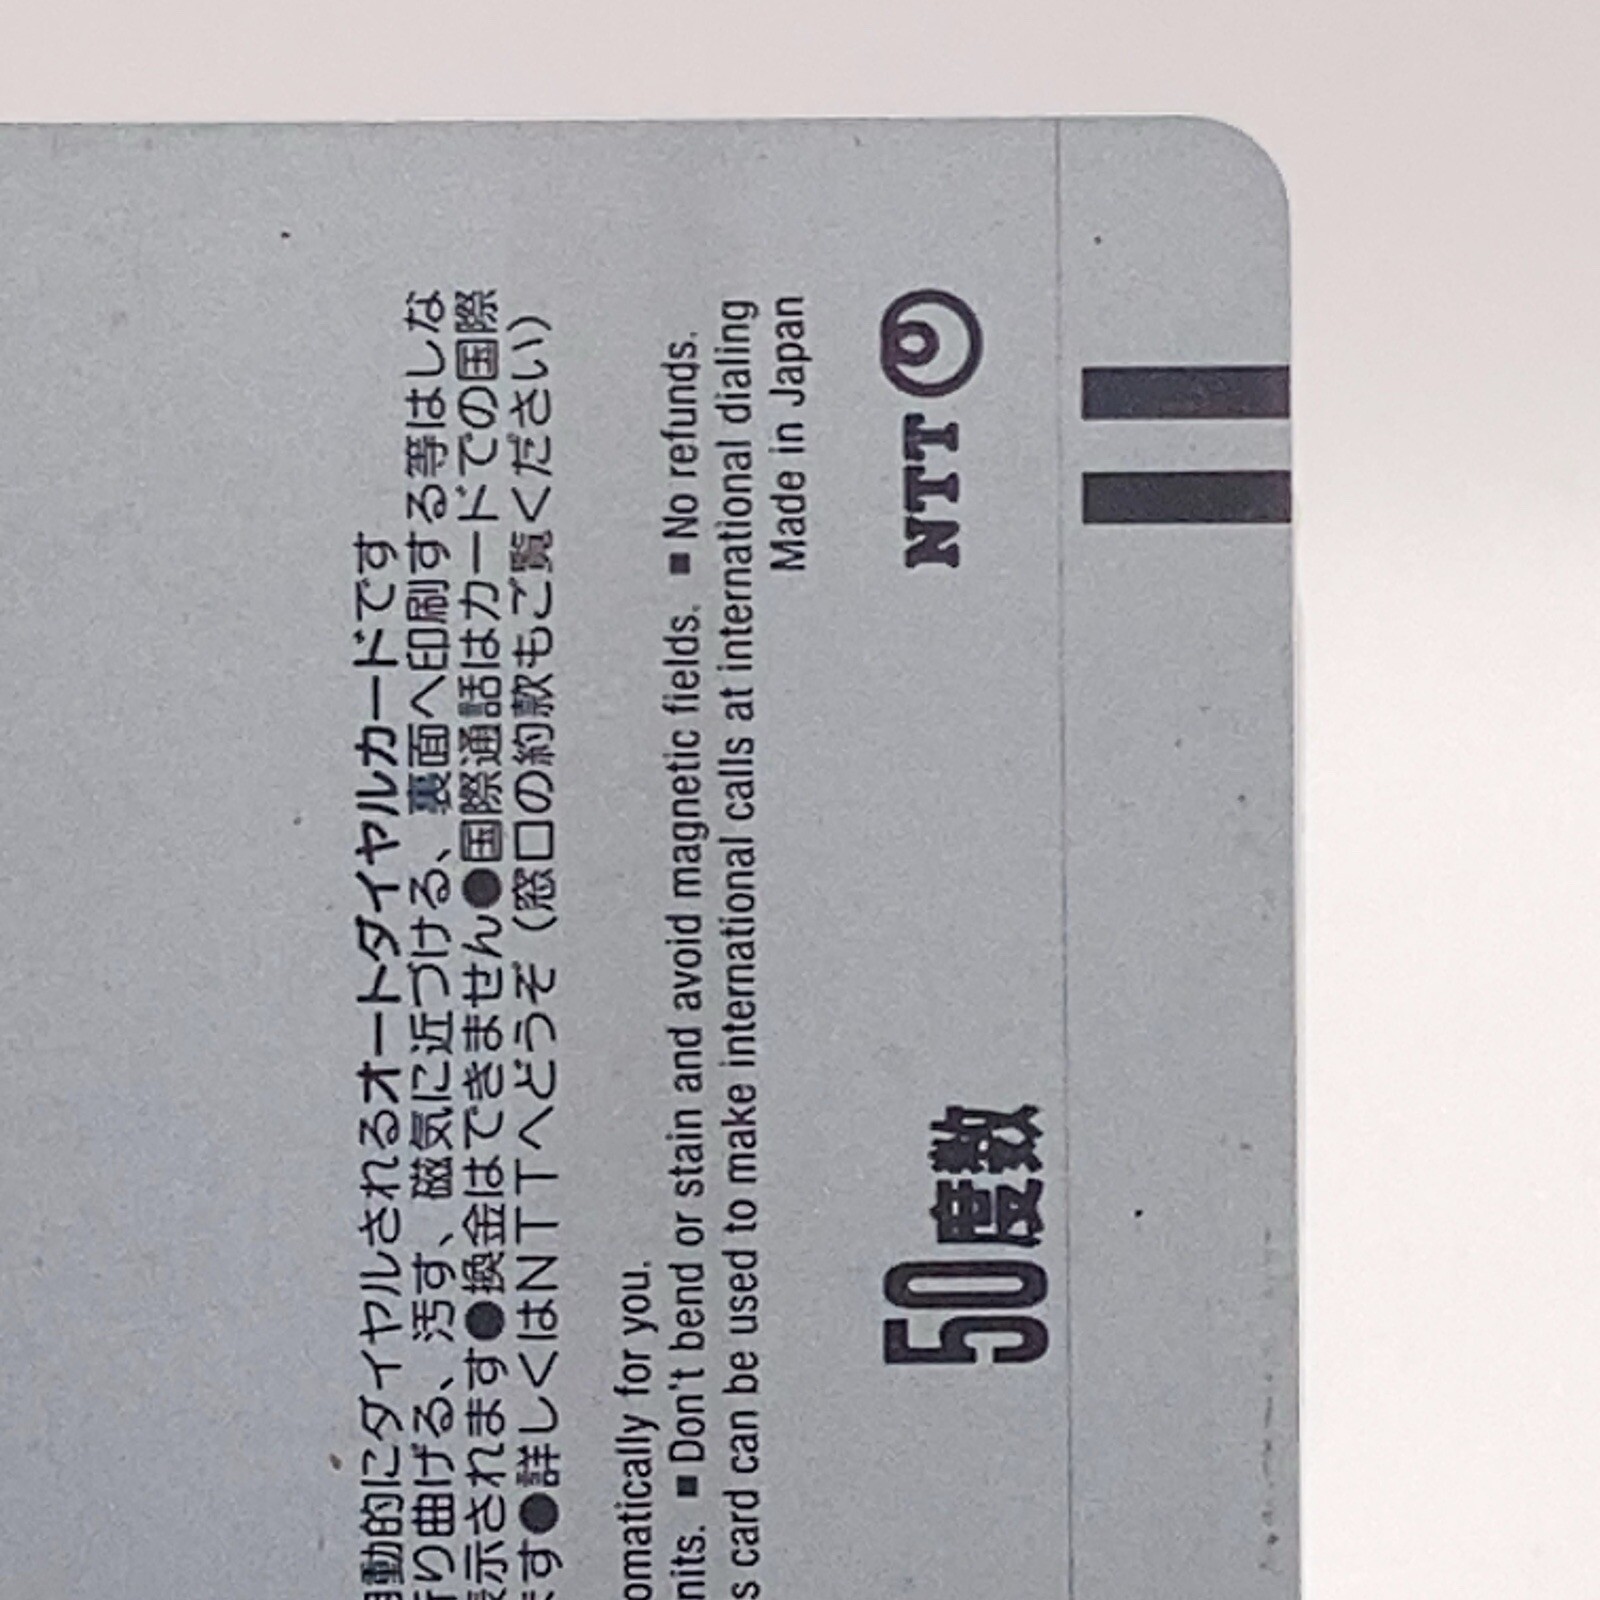 自動的にダイヤルされるオートダイヤルカードです
折り曲げる、汚す、磁気に近づける、裏面へ印刷する等はしな
表示されます●換金はできません●国際通話はカードでの国際
ます●詳しくはNTTへどうぞ（窓口の約款もご覧ください）
omatically for you.
nits. ■ Don't bend or stain and avoid magnetic fields. ■ No refunds.
s card can be used to make international calls at international dialing
Made in Japan
50度数 NTT